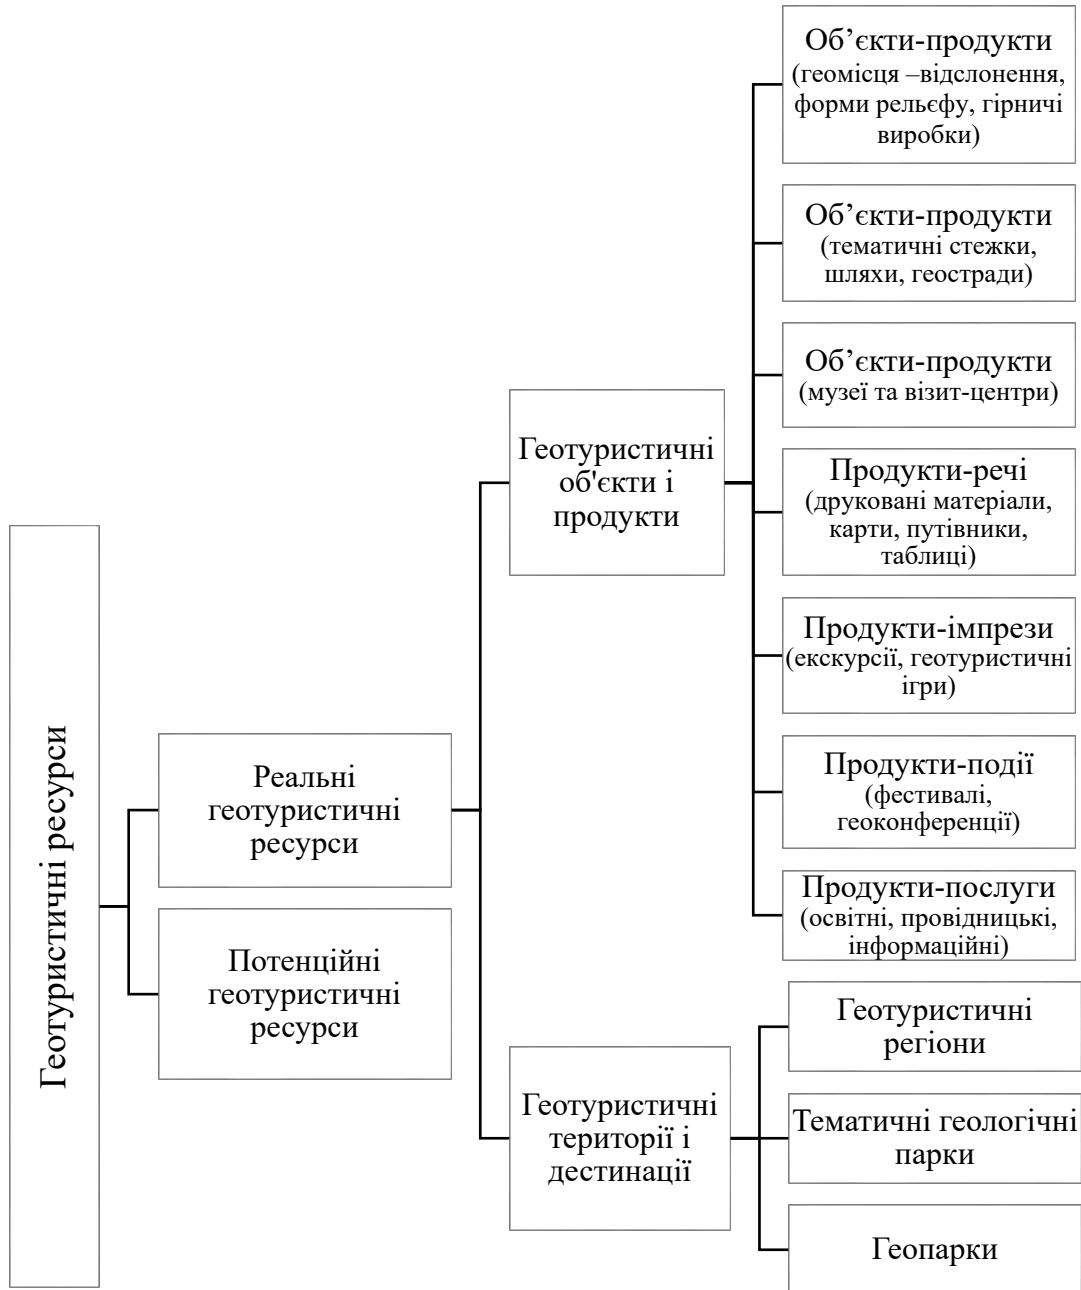 Геотуристичні ресурси
Реальні
геотуристичні
ресурси
Потенційні
геотуристичні
ресурси
Геотуристичні
об'єкти і
продукти
Об’єкти-продукти
(геомісця –відслонення,
форми рельєфу, гірничі
виробки)
Об’єкти-продукти
(тематичні стежки,
шляхи, геостради)
Об’єкти-продукти
(музеї та візит-центри)
Продукти-речі
(друковані матеріали,
карти, путівники,
таблиці)
Продукти-імпрези
(екскурсії, геотуристичні
ігри)
Продукти-події
(фестивалі,
геоконференції)
Продукти-послуги
(освітні, провідницькі,
інформаційні)
Геотуристичні
території і
дестинації
Геотуристичні
регіони
Тематичні геологічні
парки
Геопарки